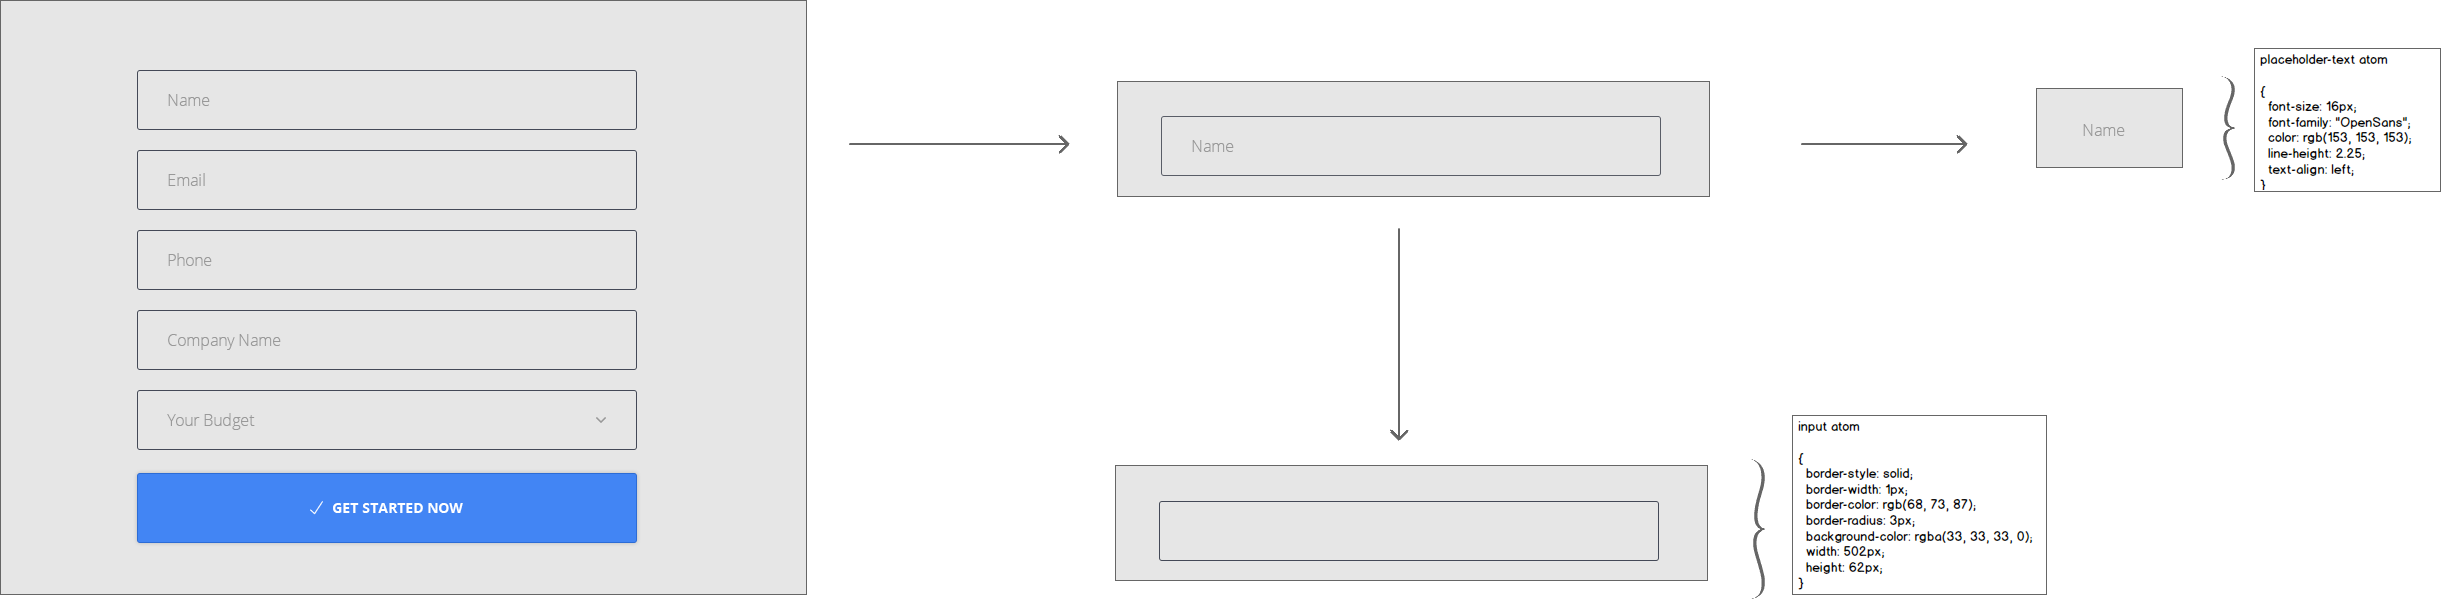 Name
Email
Phone
Company Name
Your Budget
GET STARTED NOW
Name
Name
placeholder-text atom
{
font-size: 16px;
font-family: "OpenSans";
color: rgb(153, 153, 153);
line-height: 2.25;
text-align: left;
}
input atom
{
border-style: solid;
border-width: 1px;
border-color: rgb(68, 73, 87);
border-radius: 3px;
background-color: rgba(33, 33, 33, 0);
width: 502px;
height: 62px;
}